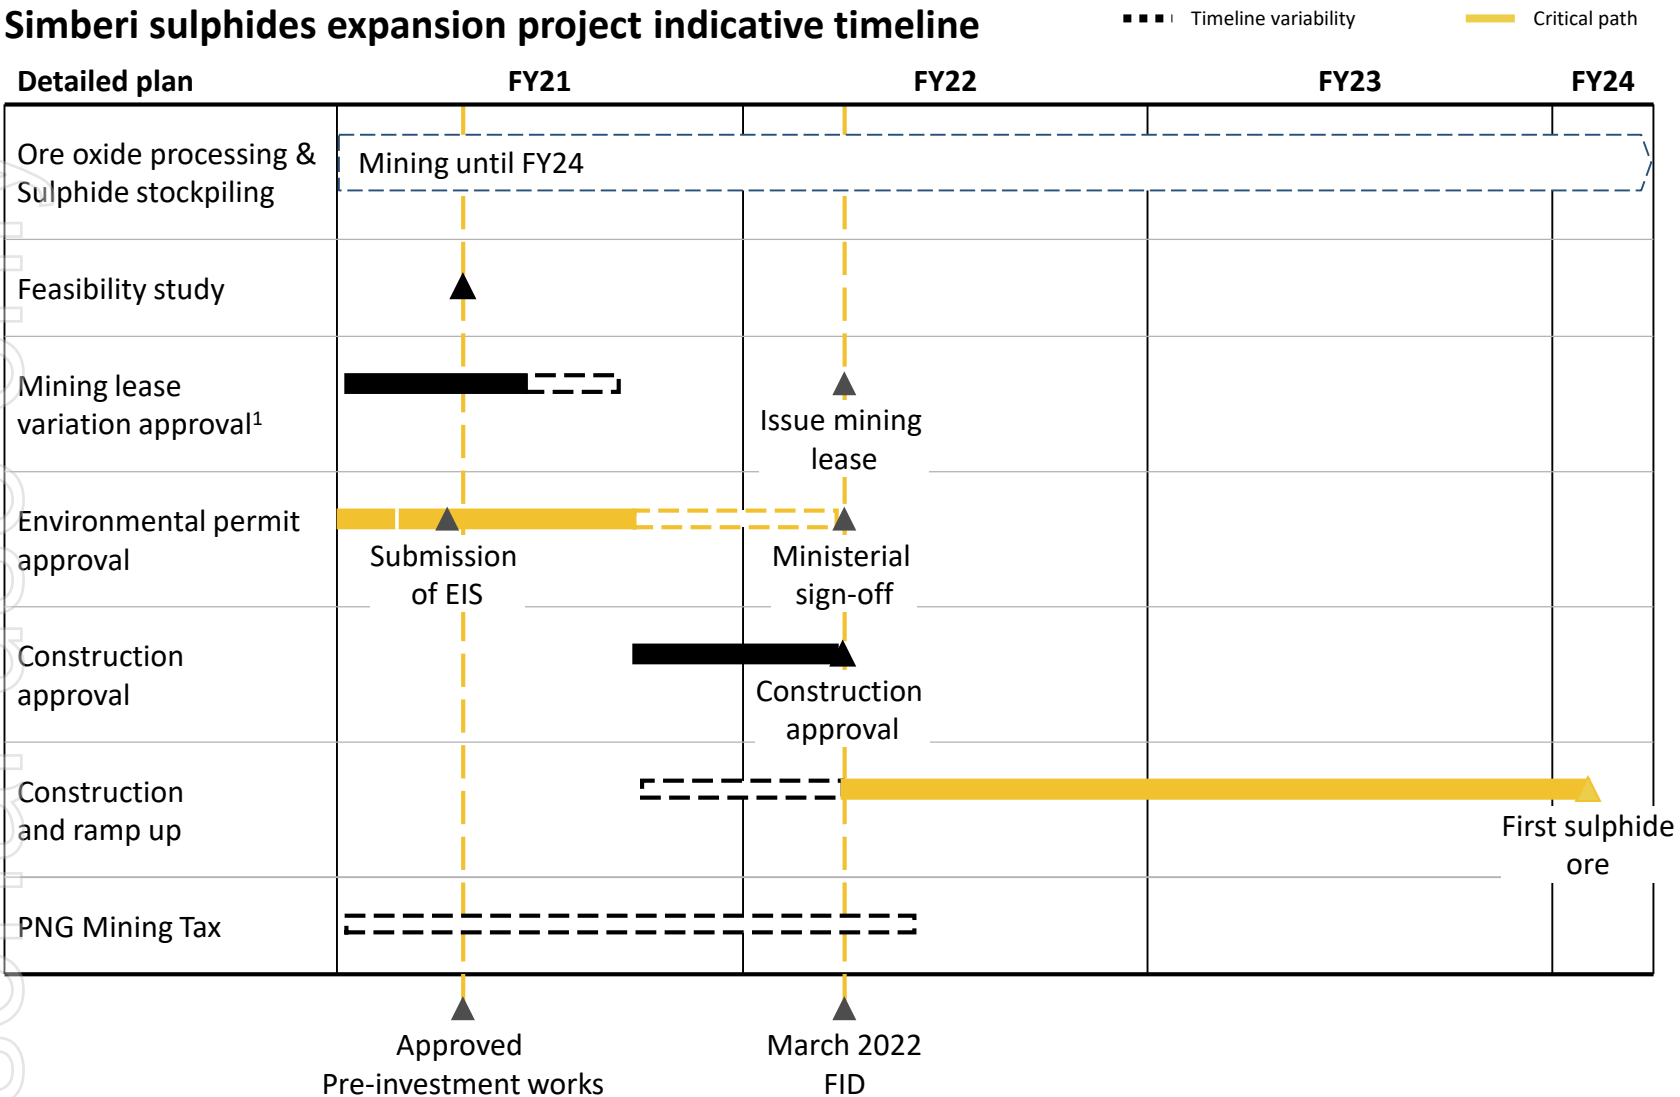 Simberi sulphides expansion project indicative timeline
Timeline variability
Critical path
Detailed plan FY21 FY22 FY23 FY24
Ore oxide processing &
Sulphide stockpiling
Mining until FY24
Feasibility study
Mining lease
variation approval1
Issue mining
lease
Environmental permit
approval
Submission
of EIS
Ministerial
sign-off
Construction
approval
Construction
approval
Construction
and ramp up
First sulphide
ore
PNG Mining Tax
Approved
Pre-investment works
March 2022
FID